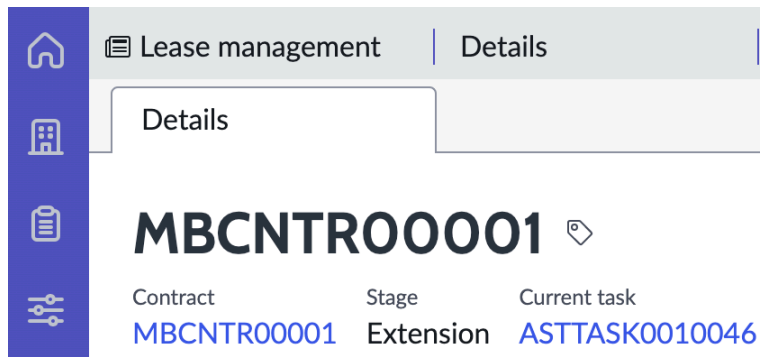 Lease management Details
Details
MBCNTR00001
Contract Stage Current task
MBCNTR00001 Extension ASTTASK0010046